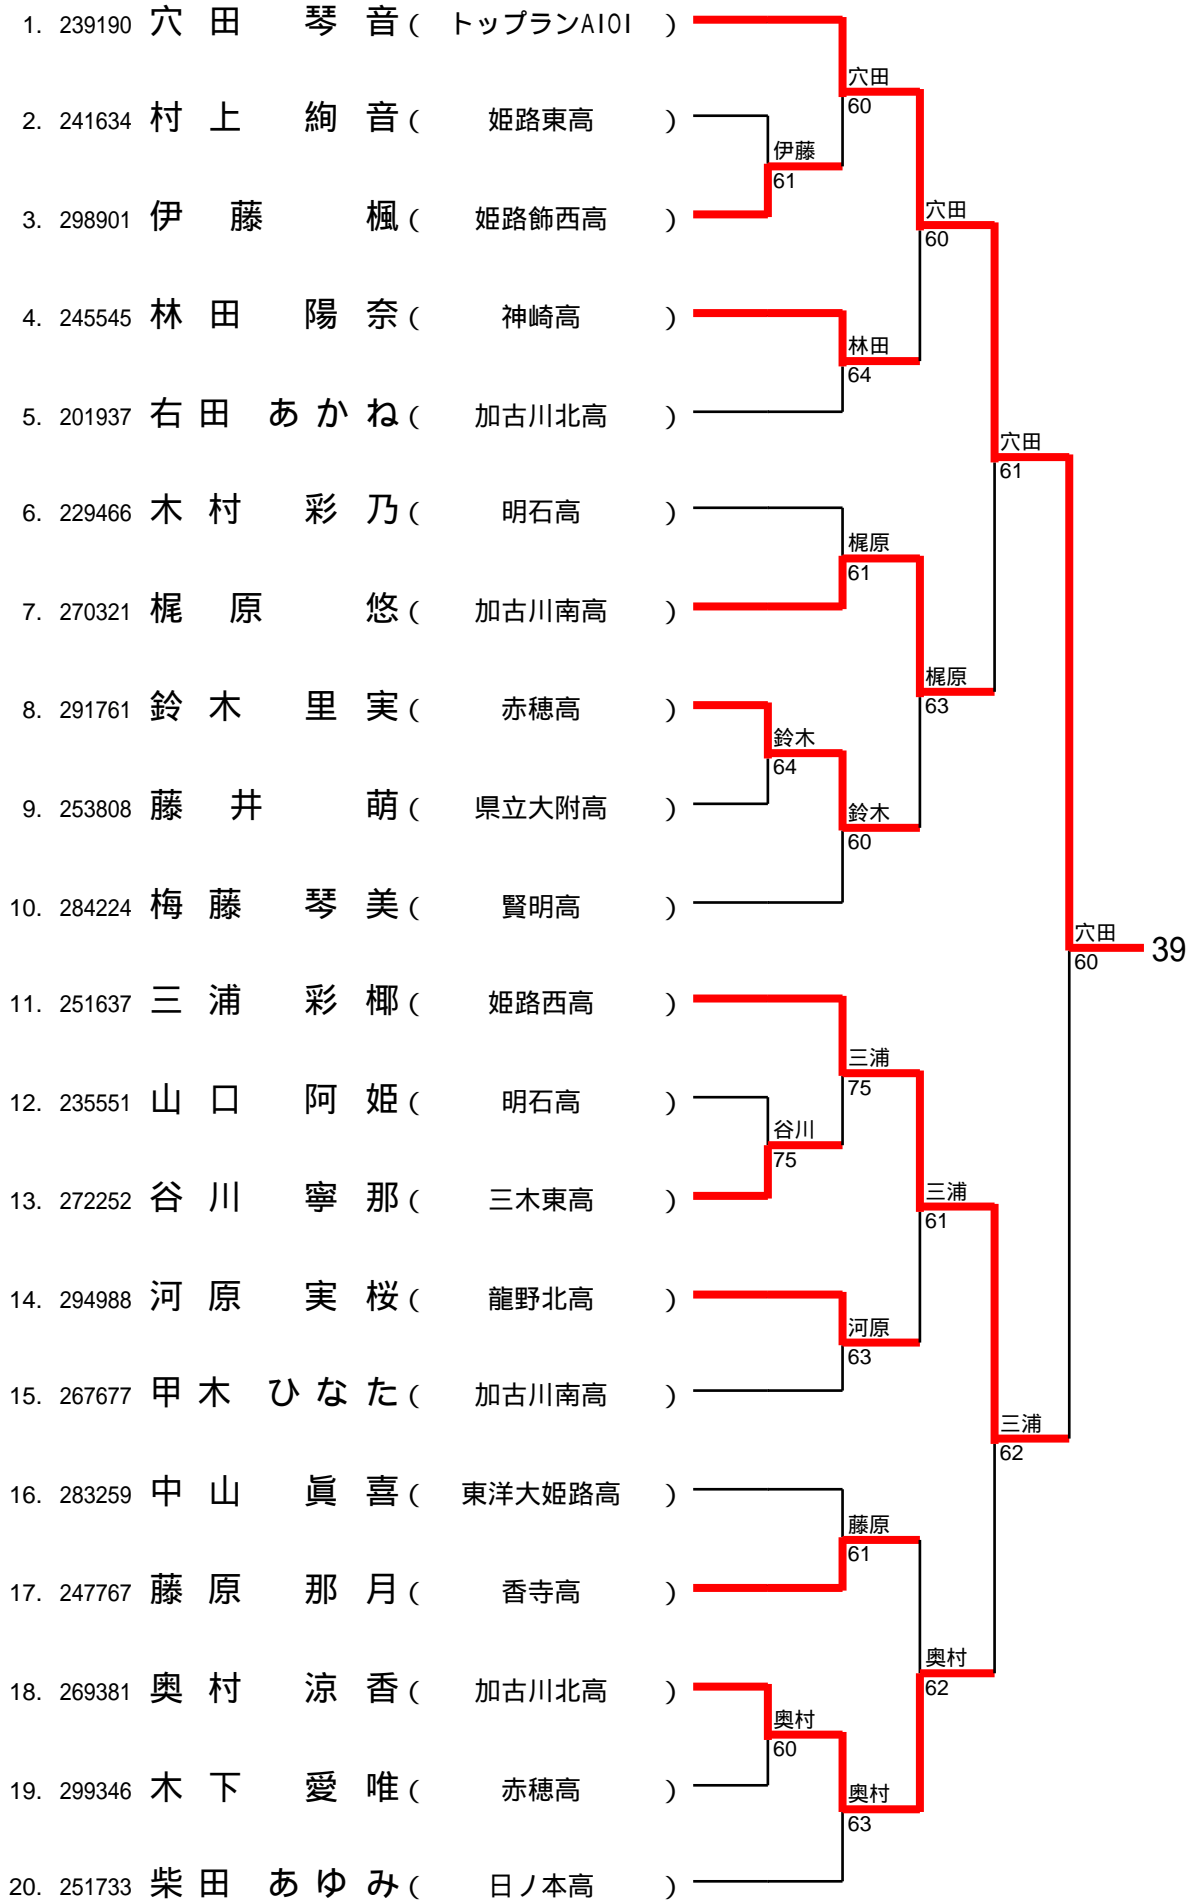 1. 239190 穴田 琴音 ( トップランAIOI )
穴田
60
2. 241634 村上 絢音 ( 姫路東高 )
伊藤
61
3. 298901 伊藤 楓 ( 姫路飾西高 )
穴田
60
4. 245545 林田 陽奈 ( 神崎高 )
林田
64
5. 201937 右田 あかね ( 加古川北高 )
穴田
61
6. 229466 木村 彩乃 ( 明石高 )
梶原
61
7. 270321 梶原 悠 ( 加古川南高 )
梶原
63
8. 291761 鈴木 里実 ( 赤穂高 )
鈴木
64
9. 253808 藤井 萌 ( 県立大附高 )
鈴木
60
10. 284224 梅藤 琴美 ( 賢明高 )
穴田
60
39
11. 251637 三浦 彩椰 ( 姫路西高 )
三浦
75
12. 235551 山口 阿姫 ( 明石高 )
谷川
75
13. 272252 谷川 寧那 ( 三木東高 )
三浦
61
14. 294988 河原 実桜 ( 龍野北高 )
河原
63
15. 267677 甲木 ひなた ( 加古川南高 )
三浦
62
16. 283259 中山 眞喜 ( 東洋大姫路高 )
藤原
61
17. 247767 藤原 那月 ( 香寺高 )
奥村
62
18. 269381 奥村 涼香 ( 加古川北高 )
奥村
60
19. 299346 木下 愛唯 ( 赤穂高 )
奥村
63
20. 251733 柴田 あゆみ ( 日ノ本高 )